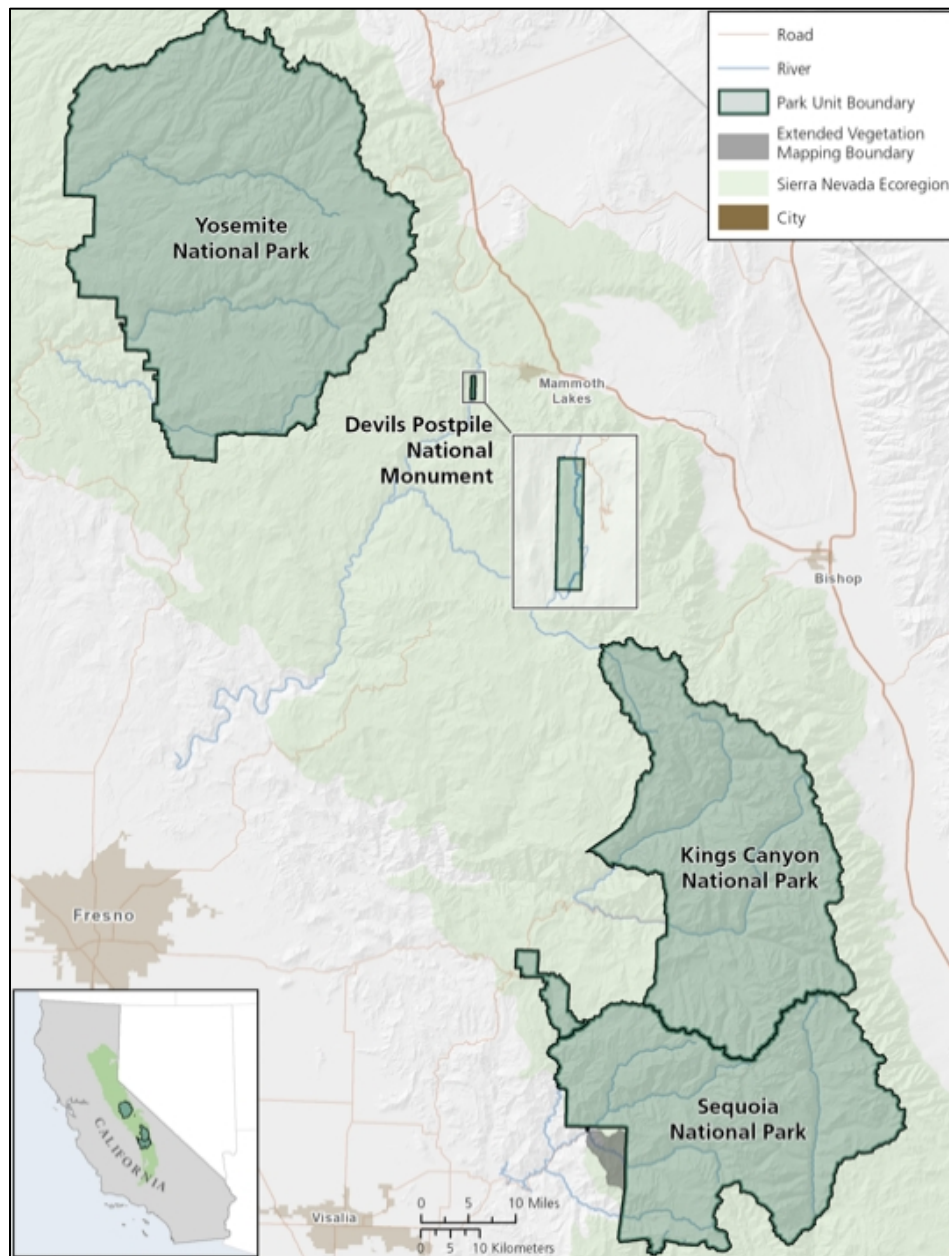 Road
River
Park Unit Boundary
Extended Vegetation
Mapping Boundary
Sierra Nevada Ecoregion
City
Yosemite
National Park
Mammoth
Lakes
Devils Postpile
National
Monument
Bishop
Kings Canyon
National Park
Fresno
Sequoia
National Park
CALIFORNIA
0 5 10 Miles
0 5 10 Kilometers
Visalia